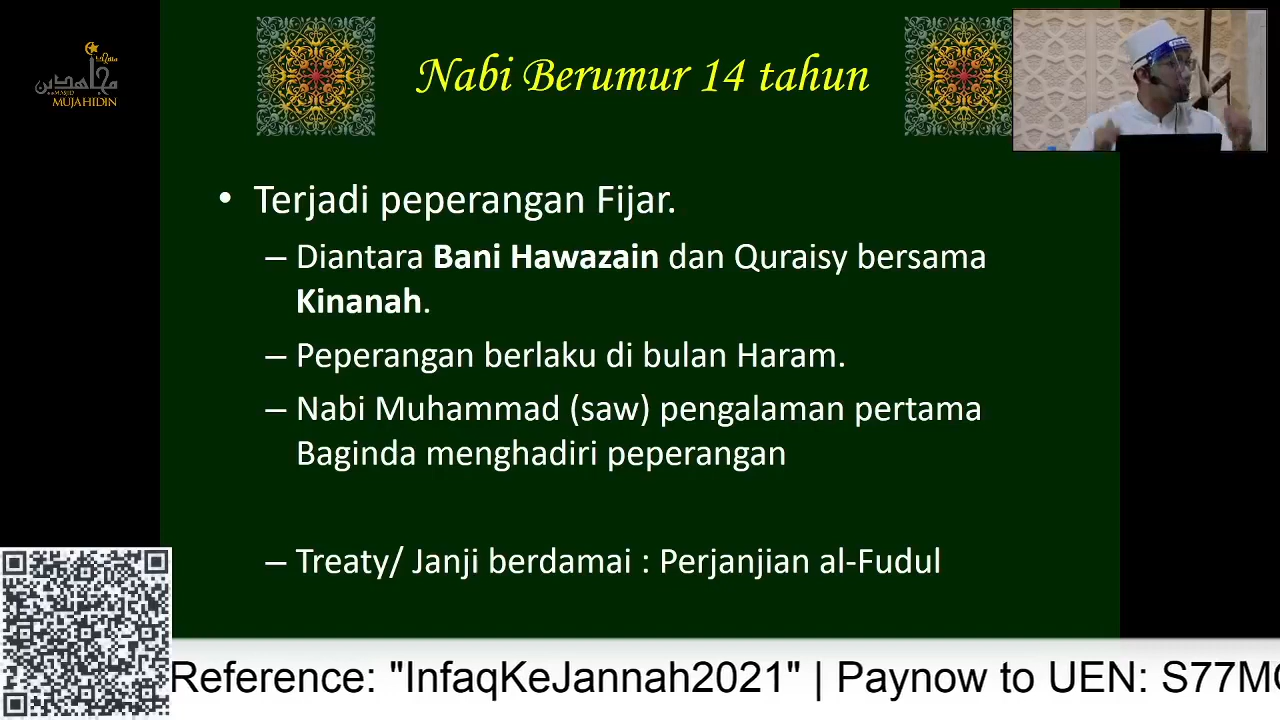 Nabi Berumur 14 tahun
مجاهدين
MASJID
MUJAHIDIN
• Terjadi peperangan Fijar.
– Diantara Bani Hawazain dan Quraisy bersama
Kinanah.
– Peperangan berlaku di bulan Haram.
– Nabi Muhammad (saw) pengalaman pertama
Baginda menghadiri peperangan
– Treaty/ Janji berdamai : Perjanjian al-Fudul
Reference: "InfaqKeJannah2021" | Paynow to UEN: S77M